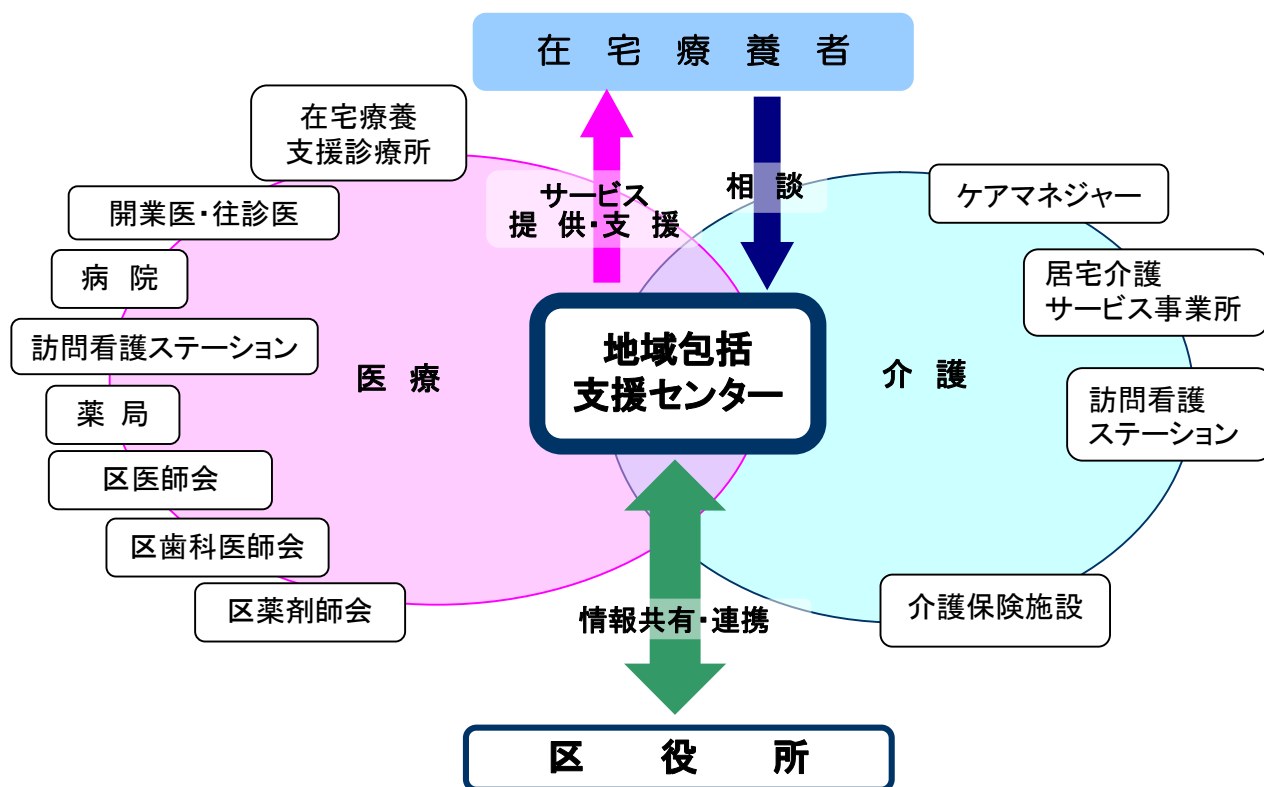 在宅療養者
在宅療養
支援診療所
サービス
提供・支援
相談
開業医・往診医
ケアマネジャー
病院
居宅介護
サービス事業所
訪問看護ステーション
医療
地域包括
支援センター
介護
薬局
訪問看護
ステーション
区医師会
区歯科医師会
区薬剤師会
情報共有・連携
介護保険施設
区役所